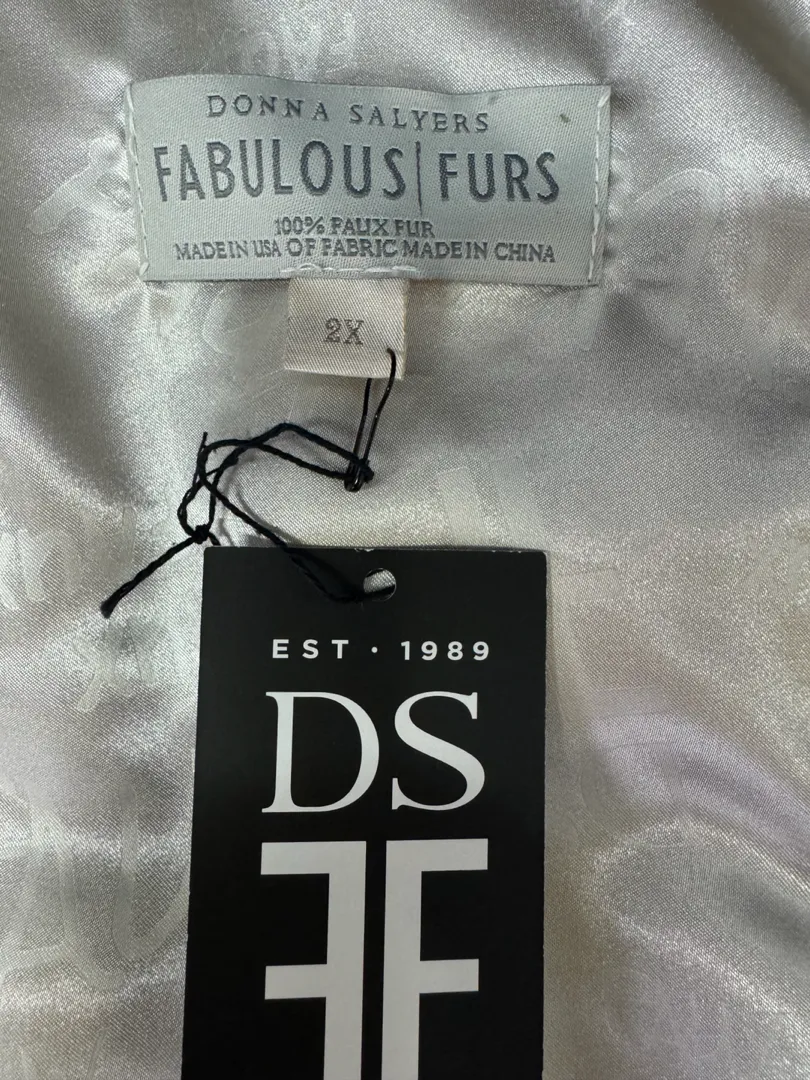 DONNA SALYERS
FABULOUS|FURS
100% FAUX FUR
MADE IN USA OF FABRIC MADE IN CHINA
2X
EST · 1989
DS
FF